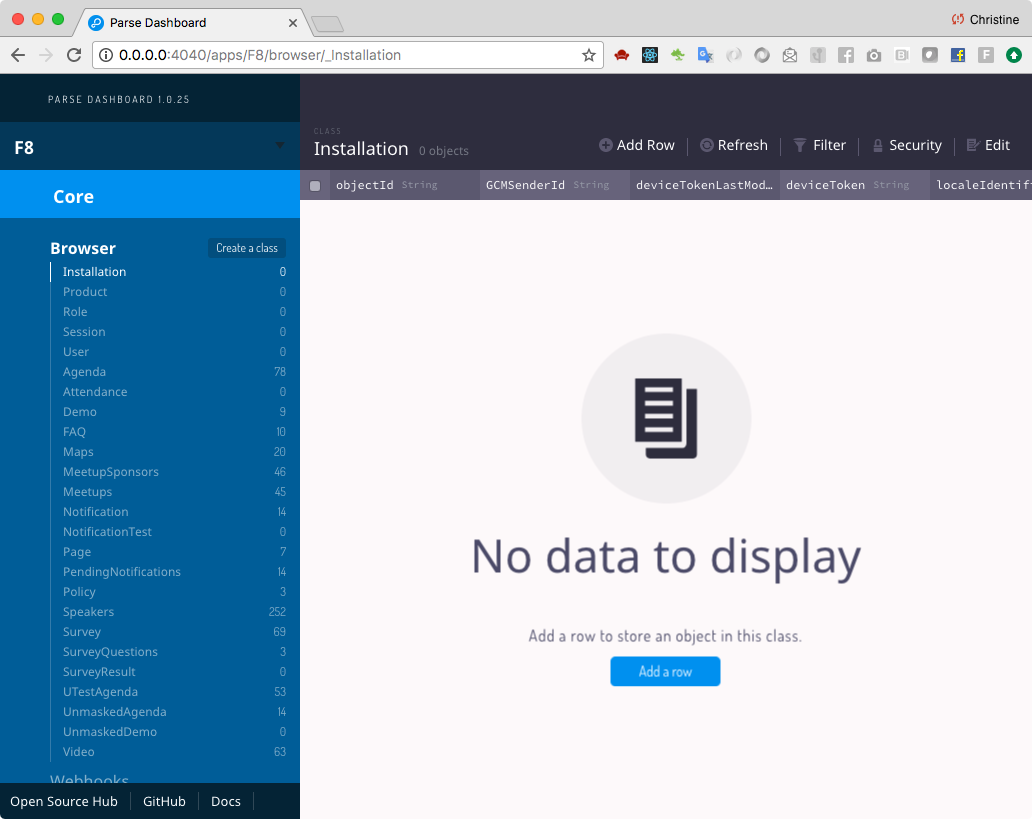 Parse Dashboard
Christine
0.0.0.0:4040/apps/F8/browser/_Installation
PARSE DASHBOARD 1.0.25
F8
Core
Browser
Create a class
Installation 0
Product 0
Role 0
Session 0
User 0
Agenda 78
Attendance 0
Demo 9
FAQ 10
Maps 20
MeetupSponsors 46
Meetups 45
Notification 14
NotificationTest 0
Page 7
PendingNotifications 14
Policy 3
Speakers 252
Survey 69
SurveyQuestions 3
SurveyResult 0
UTestAgenda 53
UnmaskedAgenda 14
UnmaskedDemo 0
Video 63
Webhooks
Open Source Hub GitHub Docs
CLASS
Installation 0 objects
Add Row Refresh Filter Security Edit
objectId String GCMSenderId String deviceTokenLastMod… deviceToken String localeIdentif
No data to display
Add a row to store an object in this class.
Add a row